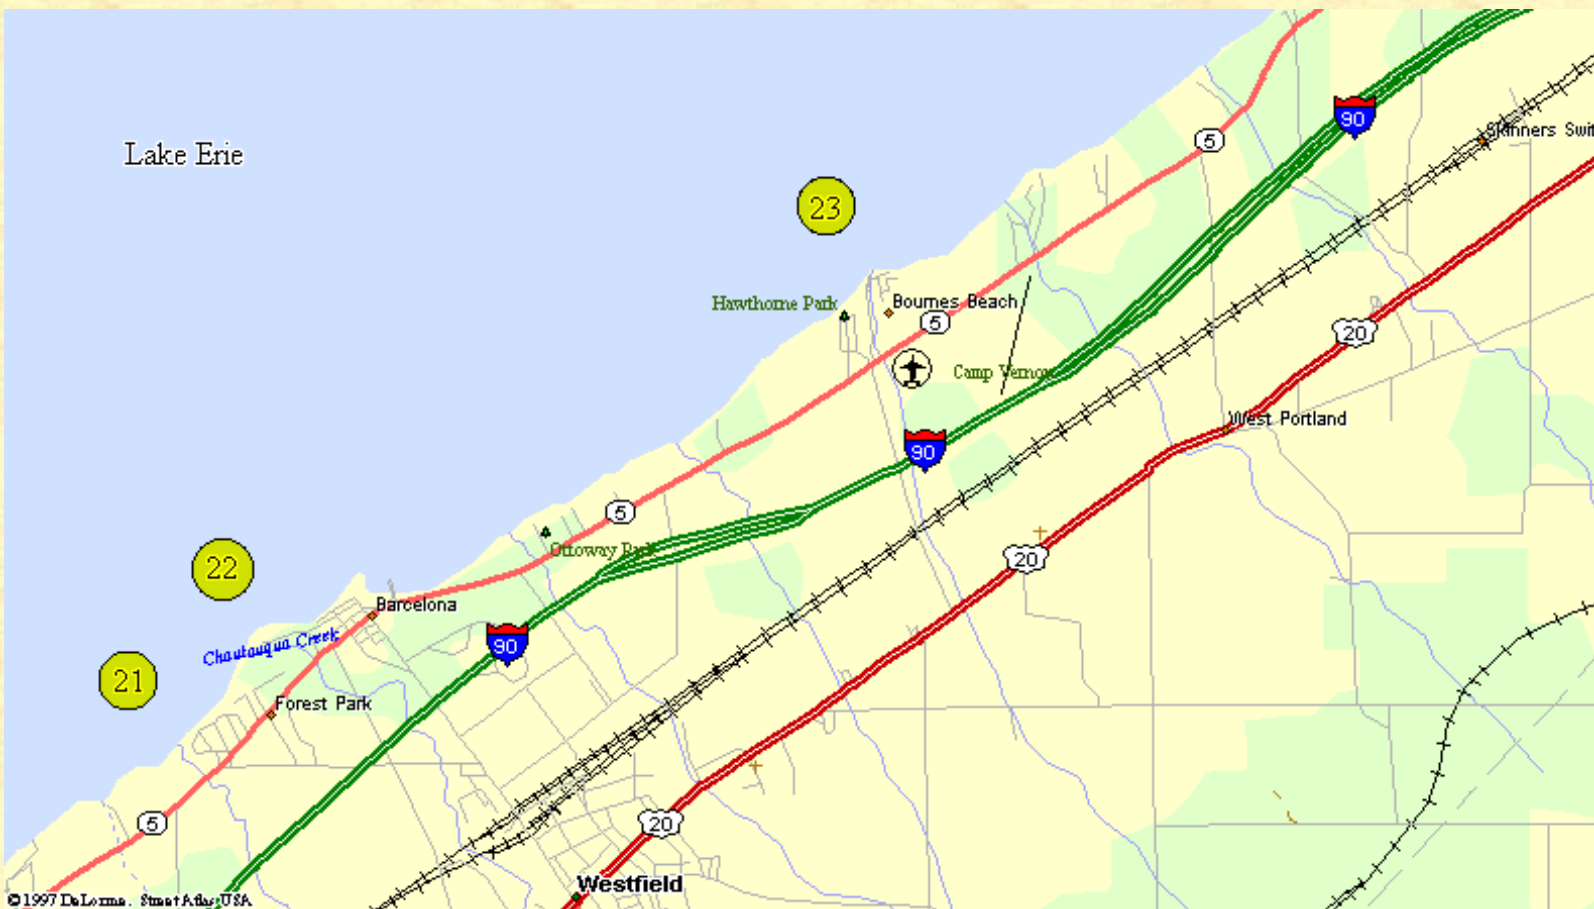 90
5
Skinners Swit
Lake Erie
23
Hawthorne Park
Bournes Beach
5
20
Camp Vernon
West Portland
90
5
Ottoway Park
20
22
Barcelona
Chautauqua Creek
90
21
Forest Park
5
20
Westfield
©1997 DeLorme. Street Atlas USA